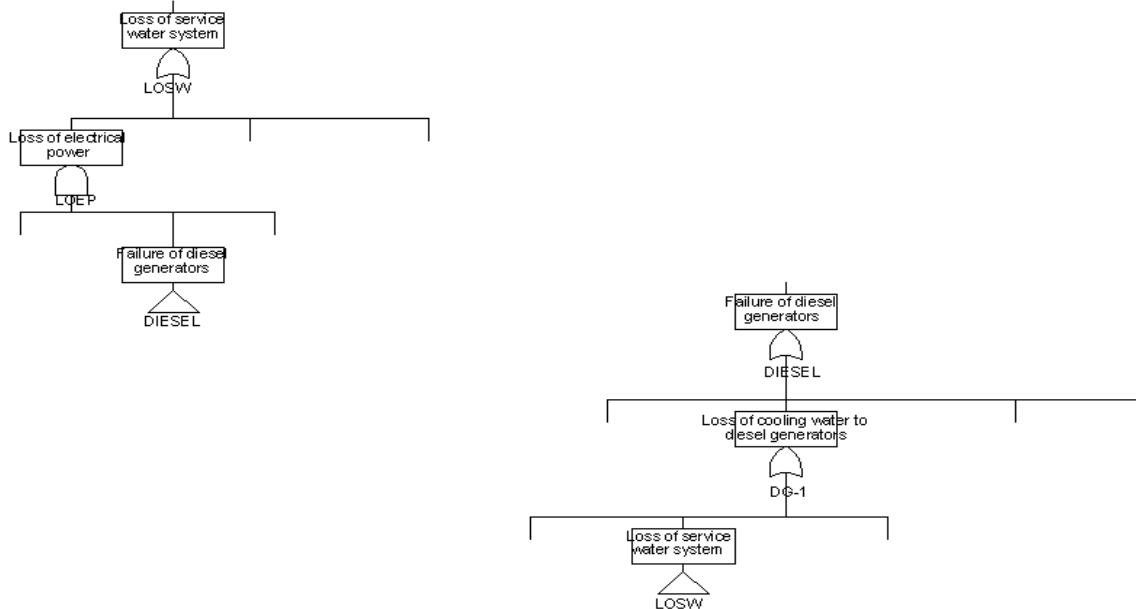 Loss of service
water system
LOSW
Loss of electrical
power
LOEP
Failure of diesel
generators
DIESEL
Failure of diesel
generators
DIESEL
Loss of cooling water to
diesel generators
DG-1
Loss of service
water system
LOSW